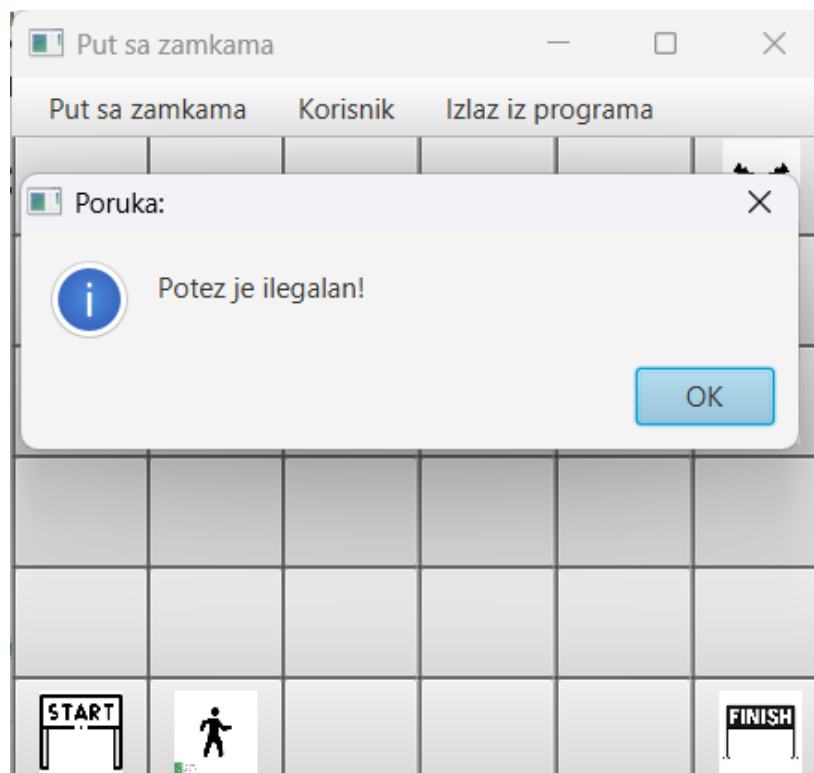 Put sa zamkama
Put sa zamkama Korisnik Izlaz iz programa
Poruka:
Potez je ilegalan!
OK
START
FINISH